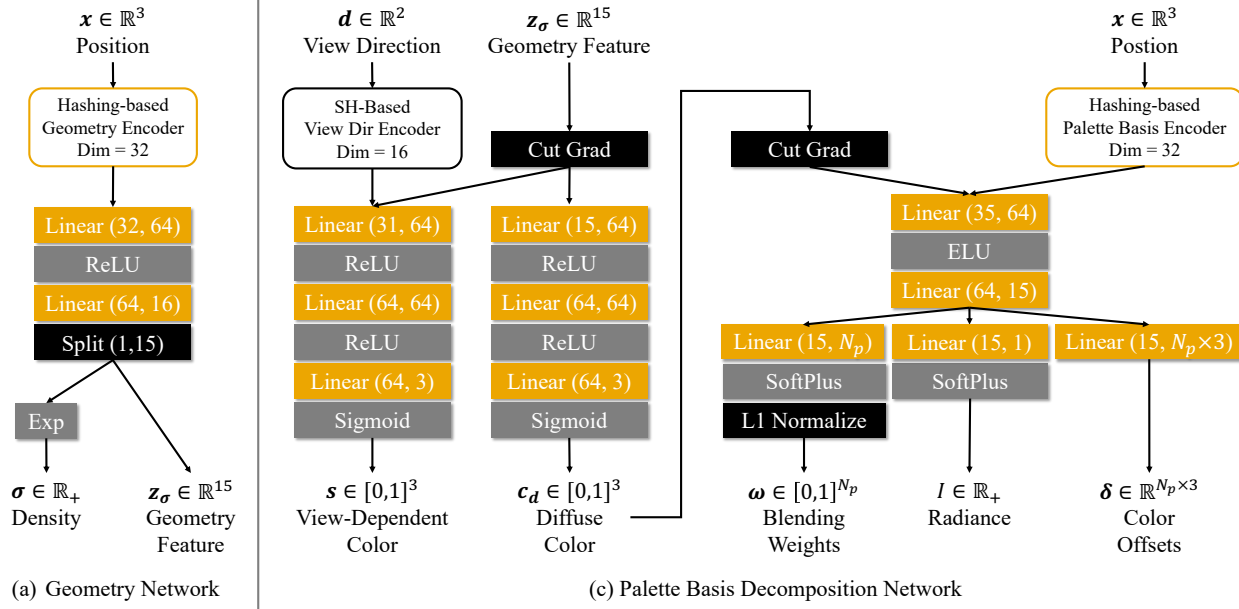 𝒙 ∈ ℝ³
Position
Hashing-based
Geometry Encoder
Dim = 32
Linear (32, 64)
ReLU
Linear (64, 16)
Split (1,15)
Exp
𝝈 ∈ ℝ₊
Density
𝒛_𝝈 ∈ ℝ¹⁵
Geometry
Feature
(a) Geometry Network
𝒅 ∈ ℝ²
View Direction
SH-Based
View Dir Encoder
Dim = 16
Linear (31, 64)
ReLU
Linear (64, 64)
ReLU
Linear (64, 3)
Sigmoid
𝒔 ∈ [0,1]³
View-Dependent
Color
𝒛_𝝈 ∈ ℝ¹⁵
Geometry Feature
Cut Grad
Linear (15, 64)
ReLU
Linear (64, 64)
ReLU
Linear (64, 3)
Sigmoid
𝒄_𝒅 ∈ [0,1]³
Diffuse
Color
Cut Grad
𝒙 ∈ ℝ³
Postion
Hashing-based
Palette Basis Encoder
Dim = 32
Linear (35, 64)
ELU
Linear (64, 15)
Linear (15, 𝑁ₚ)
SoftPlus
L1 Normalize
𝝎 ∈ [0,1]^𝑁ₚ
Blending
Weights
Linear (15, 1)
SoftPlus
𝐼 ∈ ℝ₊
Radiance
Linear (15, 𝑁ₚ×3)
𝜹 ∈ ℝ^𝑁ₚ×3
Color
Offsets
(c) Palette Basis Decomposition Network